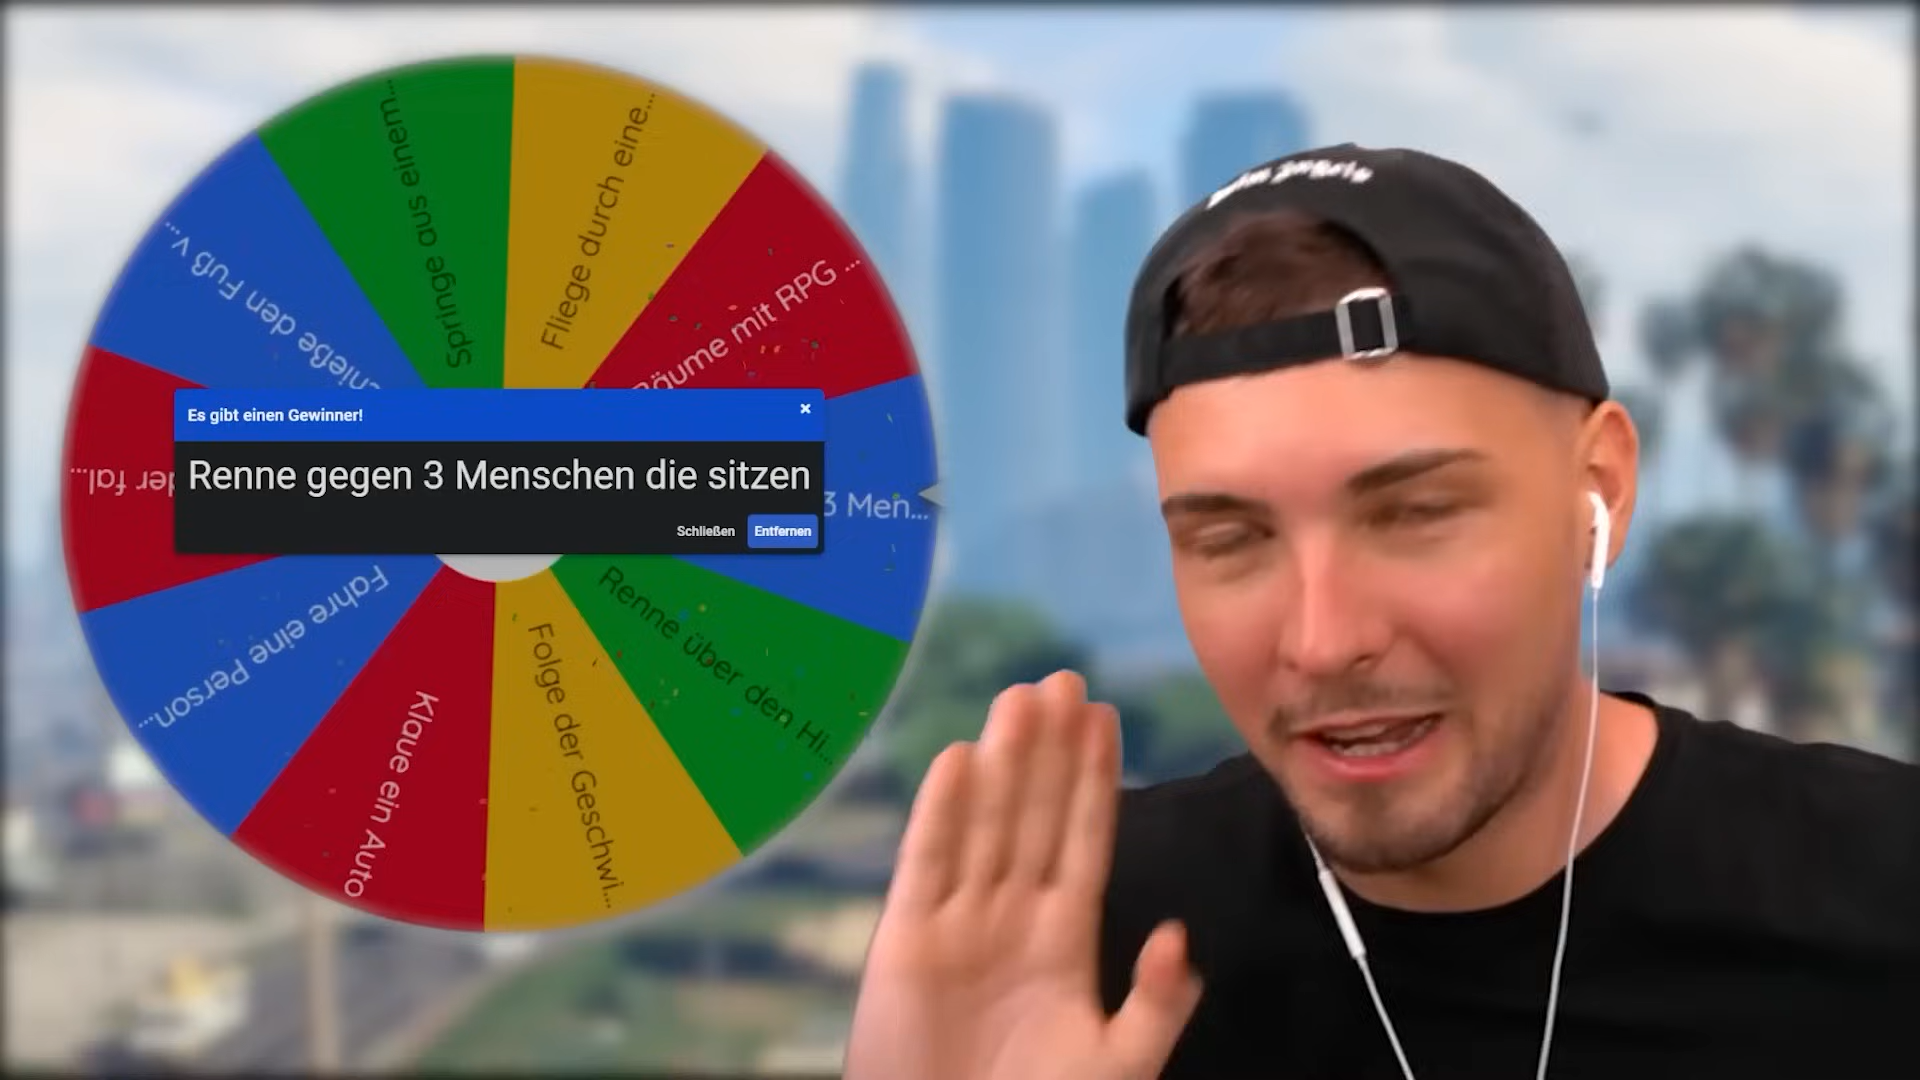 Springe aus einem...
Fliege durch eine...
Bäume mit RPG ...
3 Men...
Renne über den Hi...
Folge der Geschwi...
Klaue ein Auto
Fahre eine Person...
der fal...
den Fuß v...
Es gibt einen Gewinner!
Renne gegen 3 Menschen die sitzen
Schließen
Entfernen